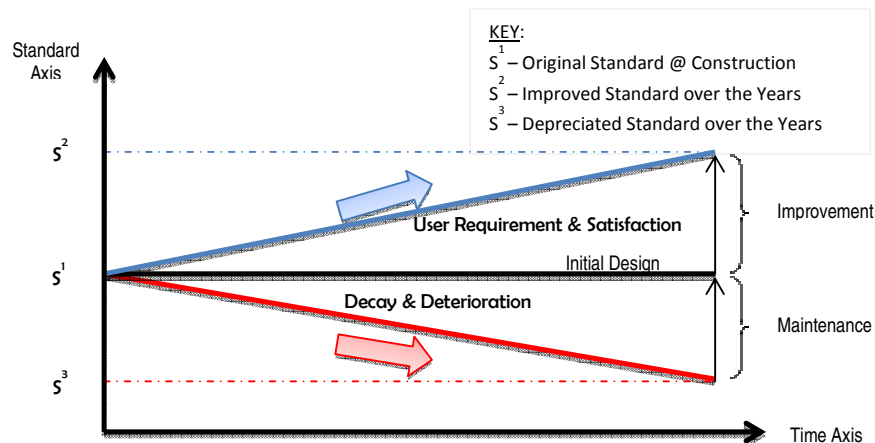 KEY:
S¹ – Original Standard @ Construction
S² – Improved Standard over the Years
S³ – Depreciated Standard over the Years
Standard
Axis
S²
User Requirement & Satisfaction
Improvement
Initial Design
S¹
Decay & Deterioration
Maintenance
S³
Time Axis